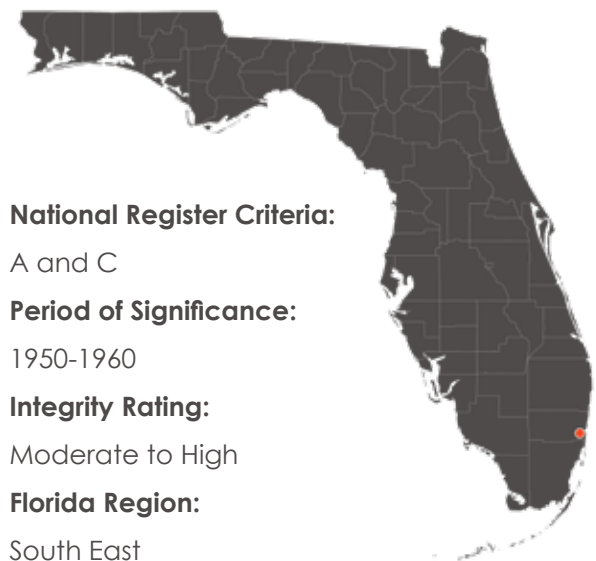 National Register Criteria:
A and C
Period of Significance:
1950-1960
Integrity Rating:
Moderate to High
Florida Region:
South East